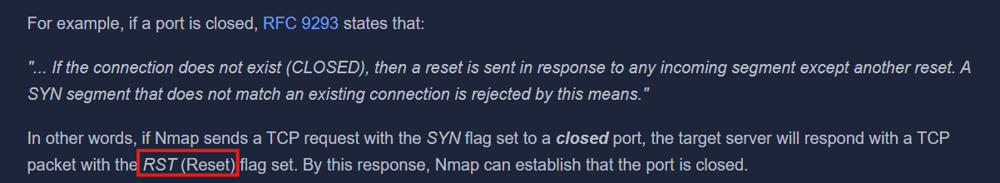 For example, if a port is closed, RFC 9293 states that:
"... If the connection does not exist (CLOSED), then a reset is sent in response to any incoming segment except another reset. A
SYN segment that does not match an existing connection is rejected by this means."
In other words, if Nmap sends a TCP request with the SYN flag set to a closed port, the target server will respond with a TCP
packet with the RST (Reset) flag set. By this response, Nmap can establish that the port is closed.